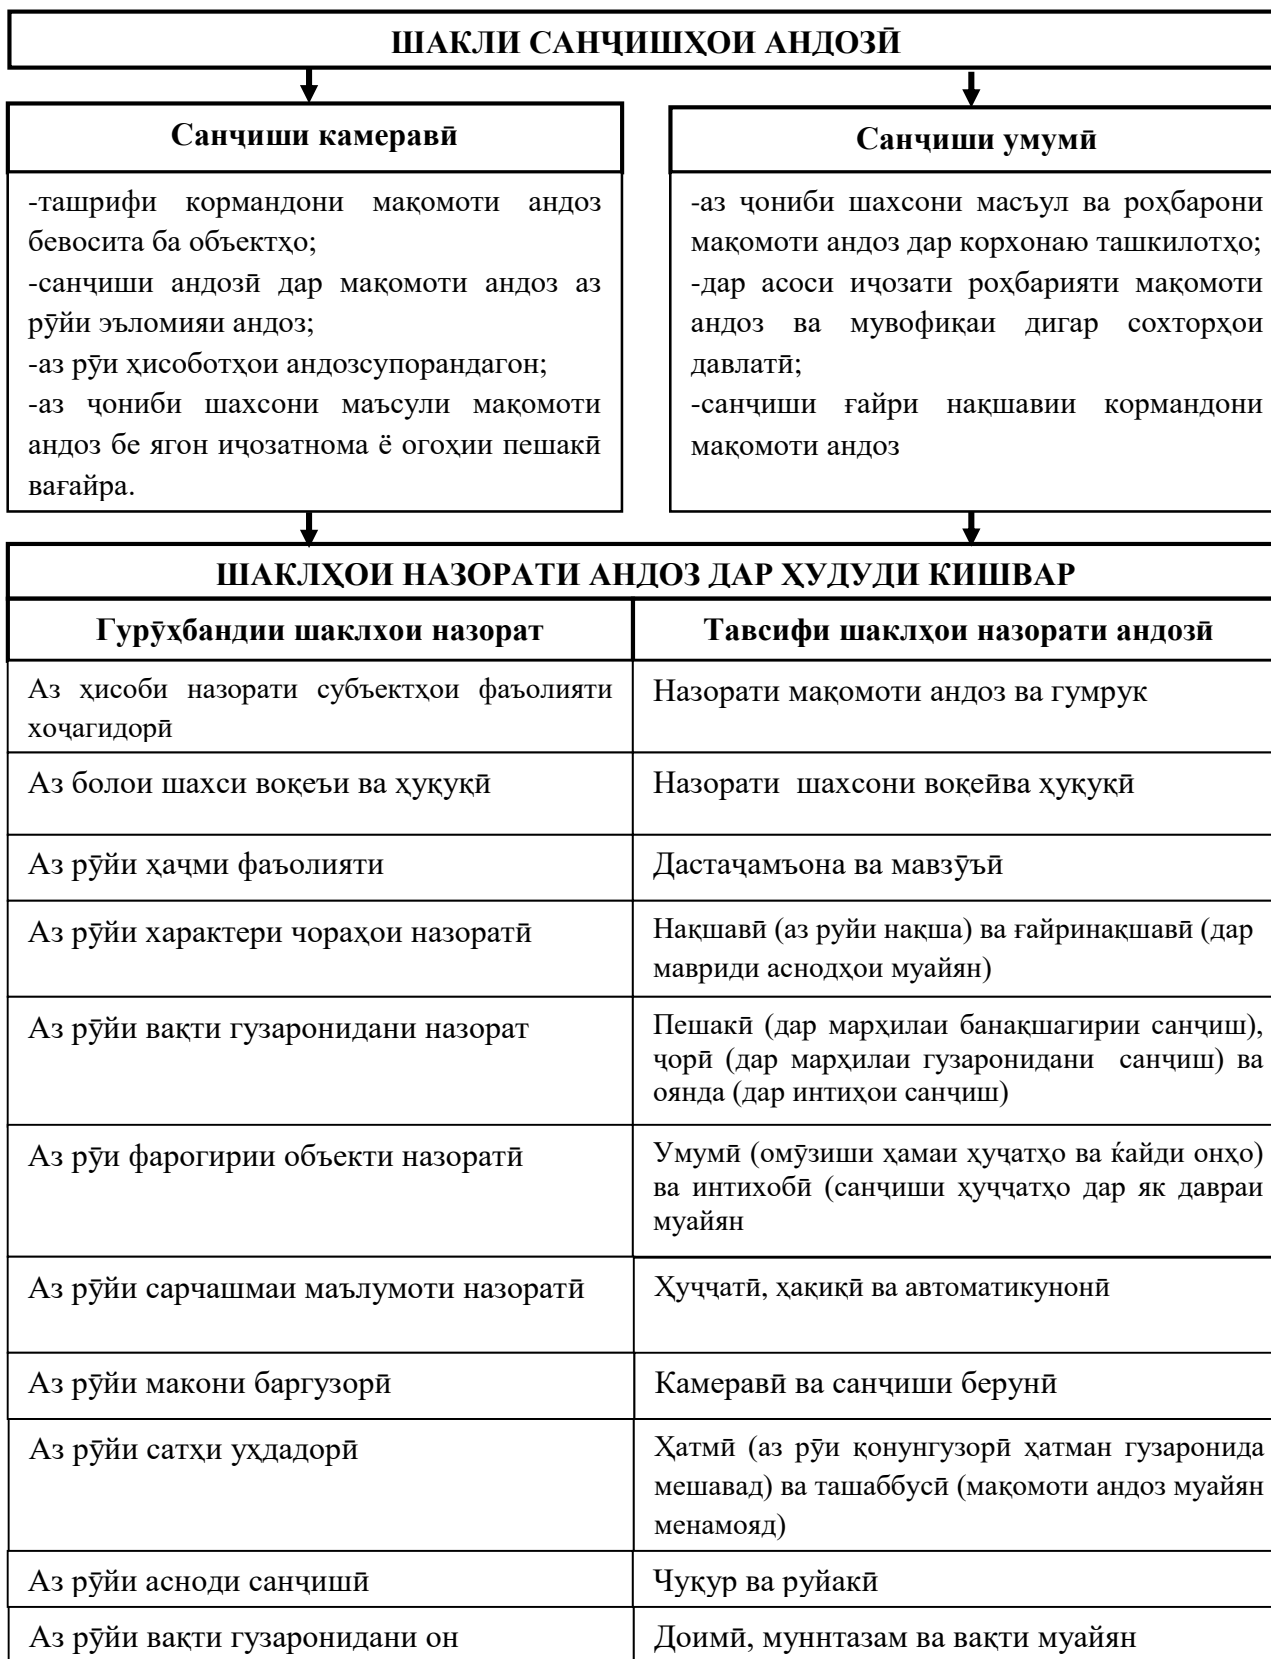 ШАКЛИ САНҶИШҲОИ АНДОЗӢ
Санҷиши камеравӣ
-ташрифи кормандони мақомоти андоз
бевосита ба объектҳо;
-санҷиши андозӣ дар мақомоти андоз аз
рӯйи эъломияи андоз;
-аз рӯи ҳисоботҳои андозсупорандагон;
-аз ҷониби шахсони маъсули мақомоти
андоз бе ягон иҷозатнома ё огоҳии пешакӣ
вағайра.
Санҷиши умумӣ
-аз ҷониби шахсони масъул ва роҳбарони
мақомоти андоз дар корхонаю ташкилотҳо;
-дар асоси иҷозати роҳбарияти мақомоти
андоз ва мувофиқаи дигар сохторҳои
давлатӣ;
-санҷиши ғайри нақшавии кормандони
мақомоти андоз
ШАКЛҲОИ НАЗОРАТИ АНДОЗ ДАР ҲУДУДИ КИШВАР
Гурӯҳбандии шаклхои назорат
Тавсифи шаклҳои назорати андозӣ
Аз ҳисоби назорати субъектҳои фаъолияти
хоҷагидорӣ
Назорати мақомоти андоз ва гумрук
Аз болои шахси воқеъи ва ҳуқуқӣ
Назорати шахсони воқеӣва ҳуқуқӣ
Аз рӯйи ҳаҷми фаъолияти
Дастаҷамъона ва мавзӯъӣ
Аз рӯйи характери чораҳои назоратӣ
Нақшавӣ (аз руйи нақша) ва ғайринақшавӣ (дар
мавриди аснодҳои муайян)
Аз рӯйи вақти гузаронидани назорат
Пешакӣ (дар марҳилаи банақшагирии санҷиш),
ҷорӣ (дар марҳилаи гузаронидани санҷиш) ва
оянда (дар интиҳои санҷиш)
Аз рӯи фарогирии объекти назоратӣ
Умумӣ (омӯзиши ҳамаи ҳуҷатҳо ва ќайди онҳо)
ва интихобӣ (санҷиши ҳуҷҷатҳо дар як давраи
муайян
Аз рӯйи сарчашмаи маълумоти назоратӣ
Ҳуҷҷатӣ, ҳақиқӣ ва автоматикунонӣ
Аз рӯйи макони баргузорӣ
Камеравӣ ва санҷиши берунӣ
Аз рӯйи сатҳи уҳдадорӣ
Ҳатмӣ (аз рӯи қонунгузорӣ ҳатман гузаронида
мешавад) ва ташаббусӣ (мақомоти андоз муайян
менамояд)
Аз рӯйи асноди санҷишӣ
Чуқур ва руйакӣ
Аз рӯйи вақти гузаронидани он
Доимӣ, муннтазам ва вақти муайян